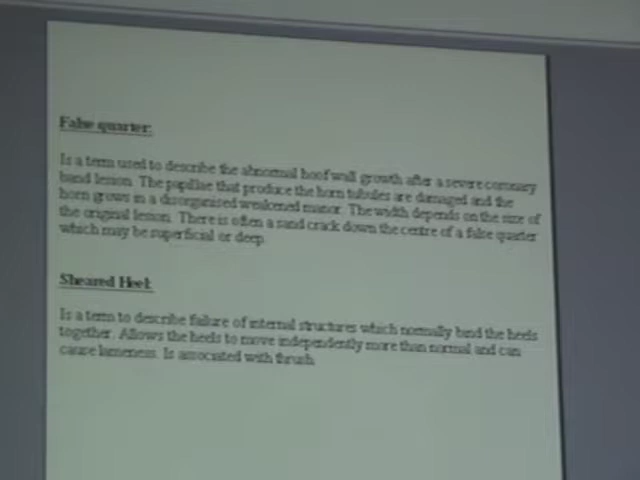 False quarter:
Is a term used to describe the abnormal hoof wall growth after a severe coronary
band lesion. The papillae that produce the horn tubules are damaged and the
horn grows in a disorganised weakened manor. The width depends on the size of
the original lesion. There is often a sand crack down the centre of a false quarter
which may be superficial or deep.
Sheared Heel:
Is a term to describe failure of internal structures which normally bind the heels
together. Allows the heels to move independently more than normal and can
cause lameness. Is associated with thrush.